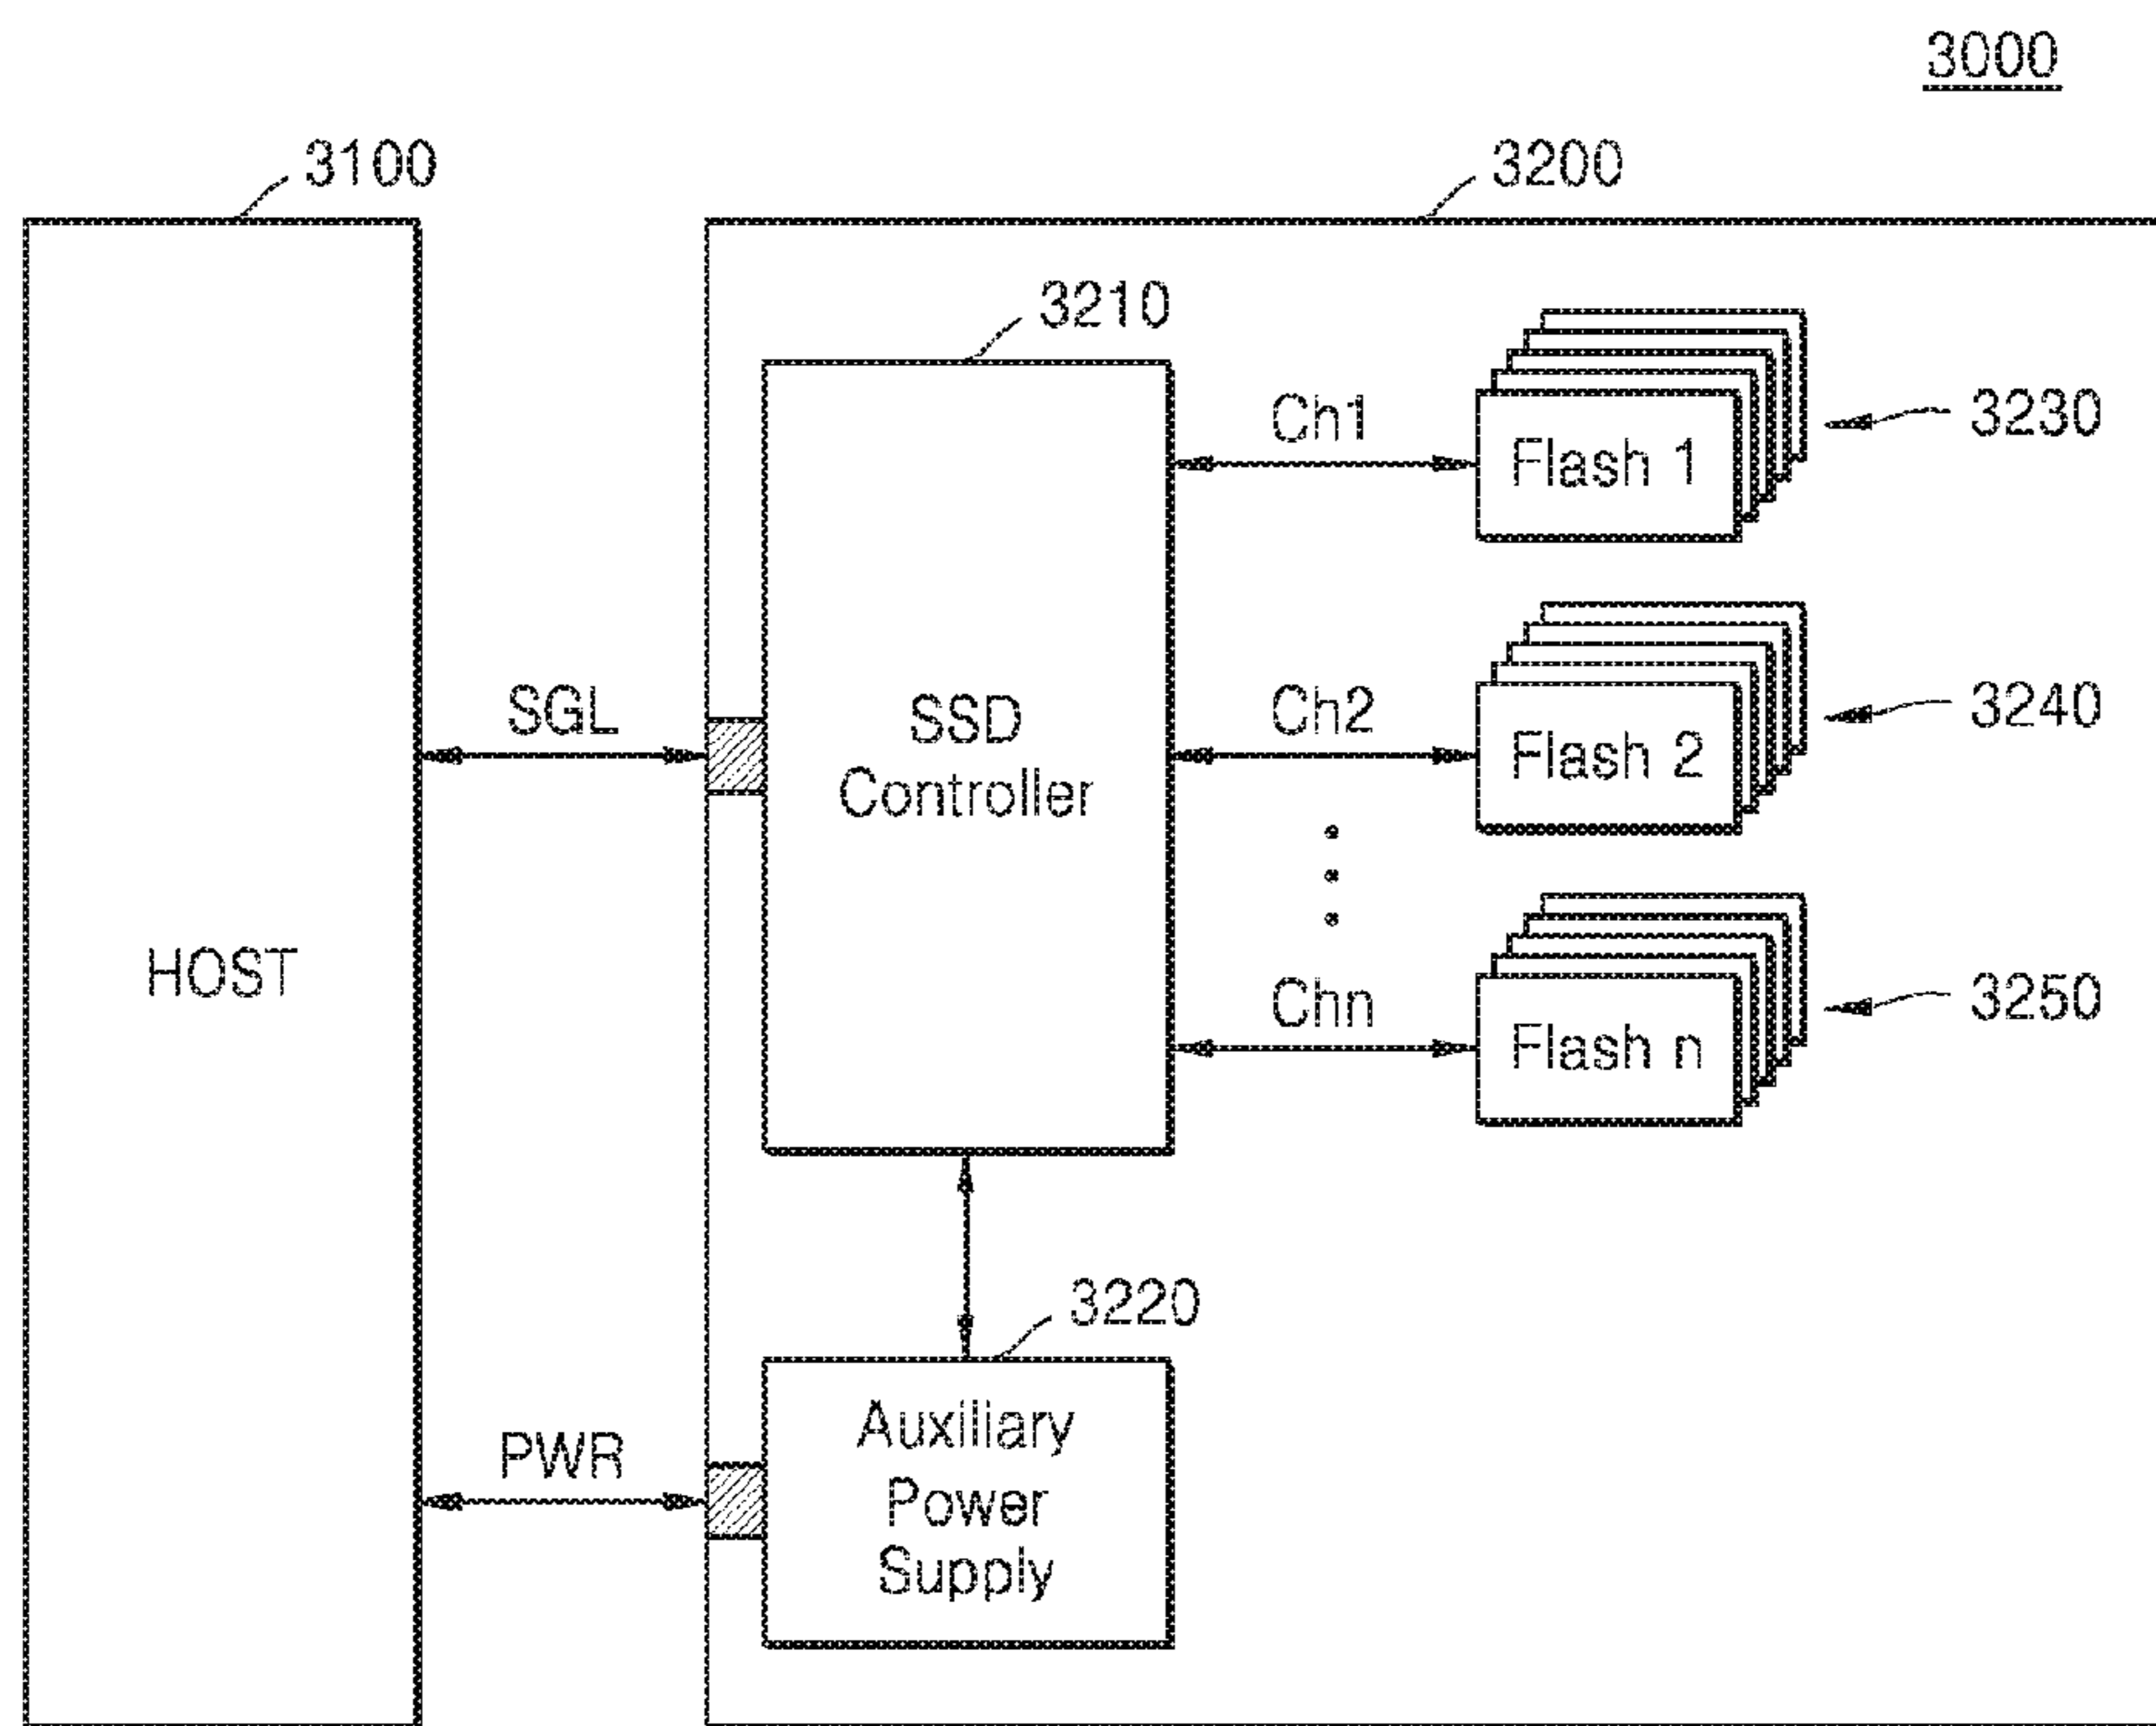 3000
3100
3200
3210
Ch1
Flash 1
3230
SGL
SSD
Controller
Ch2
Flash 2
3240
HOST
Chn
Flash n
3250
3220
PWR
Auxiliary
Power
Supply